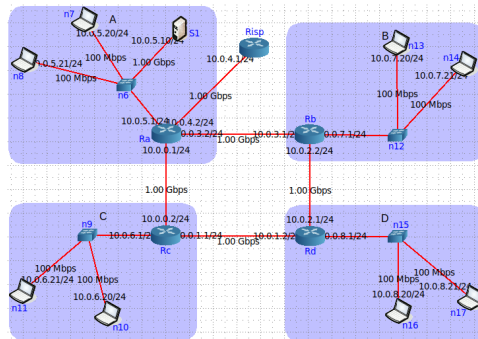 n7
A
S1
10.0.5.20/24
10.0.5.10/24
Risp
B
n13
10.0.7.20/24
n14
10.0.5.21/24
100 Mbps
1.00 Gbps
10.0.4.1/24
n8
100 Mbps
10.0.7.21/24
n6
1.00 Gbps
100 Mbps
100 Mbps
10.0.5.1/24
10.0.4.2/24
Rb
Ra
0.0.3.2/24
1.00 Gbps
10.0.3.1/24
0.0.7.1/24
n12
10.0.0.1/24
10.0.2.2/24
1.00 Gbps
1.00 Gbps
C
D
n9
10.0.0.2/24
10.0.2.1/24
n15
10.0.6.1/2
0.0.1.1/24
10.0.1.2/2
0.0.8.1/24
Rc
1.00 Gbps
Rd
100 Mbps
10.0.6.21/24
100 Mbps
100 Mbps
100 Mbps
10.0.8.21/24
n11
10.0.6.20/24
10.0.8.20/24
n17
n10
n16